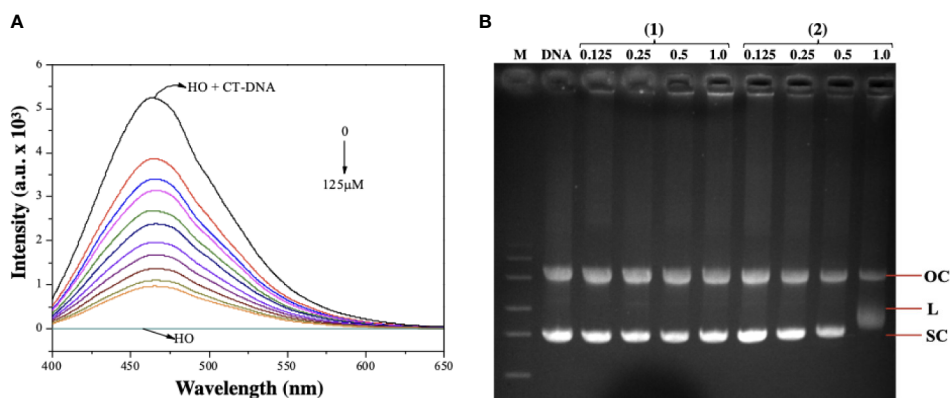 A
Intensity (a.u. x 10³)
6
5
4
3
2
1
0
HO + CT-DNA
0
125μM
HO
400 450 500 550 600 650
Wavelength (nm)
B
(1) (2)
M DNA 0.125 0.25 0.5 1.0 0.125 0.25 0.5 1.0
OC
L
SC